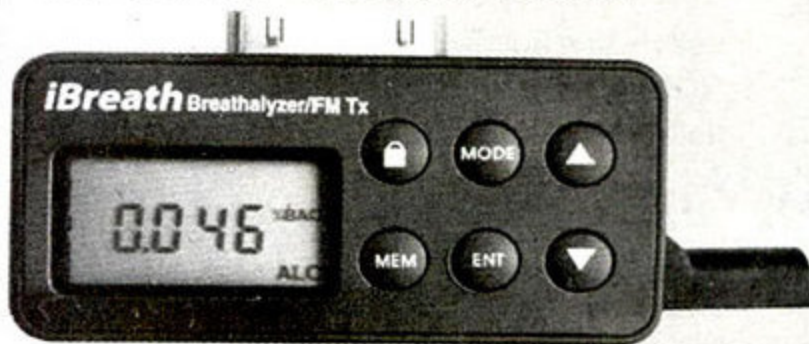 iBreath Breathalyzer/FM Tx
MODE
0.046 %BAC
ALC
MEM ENT